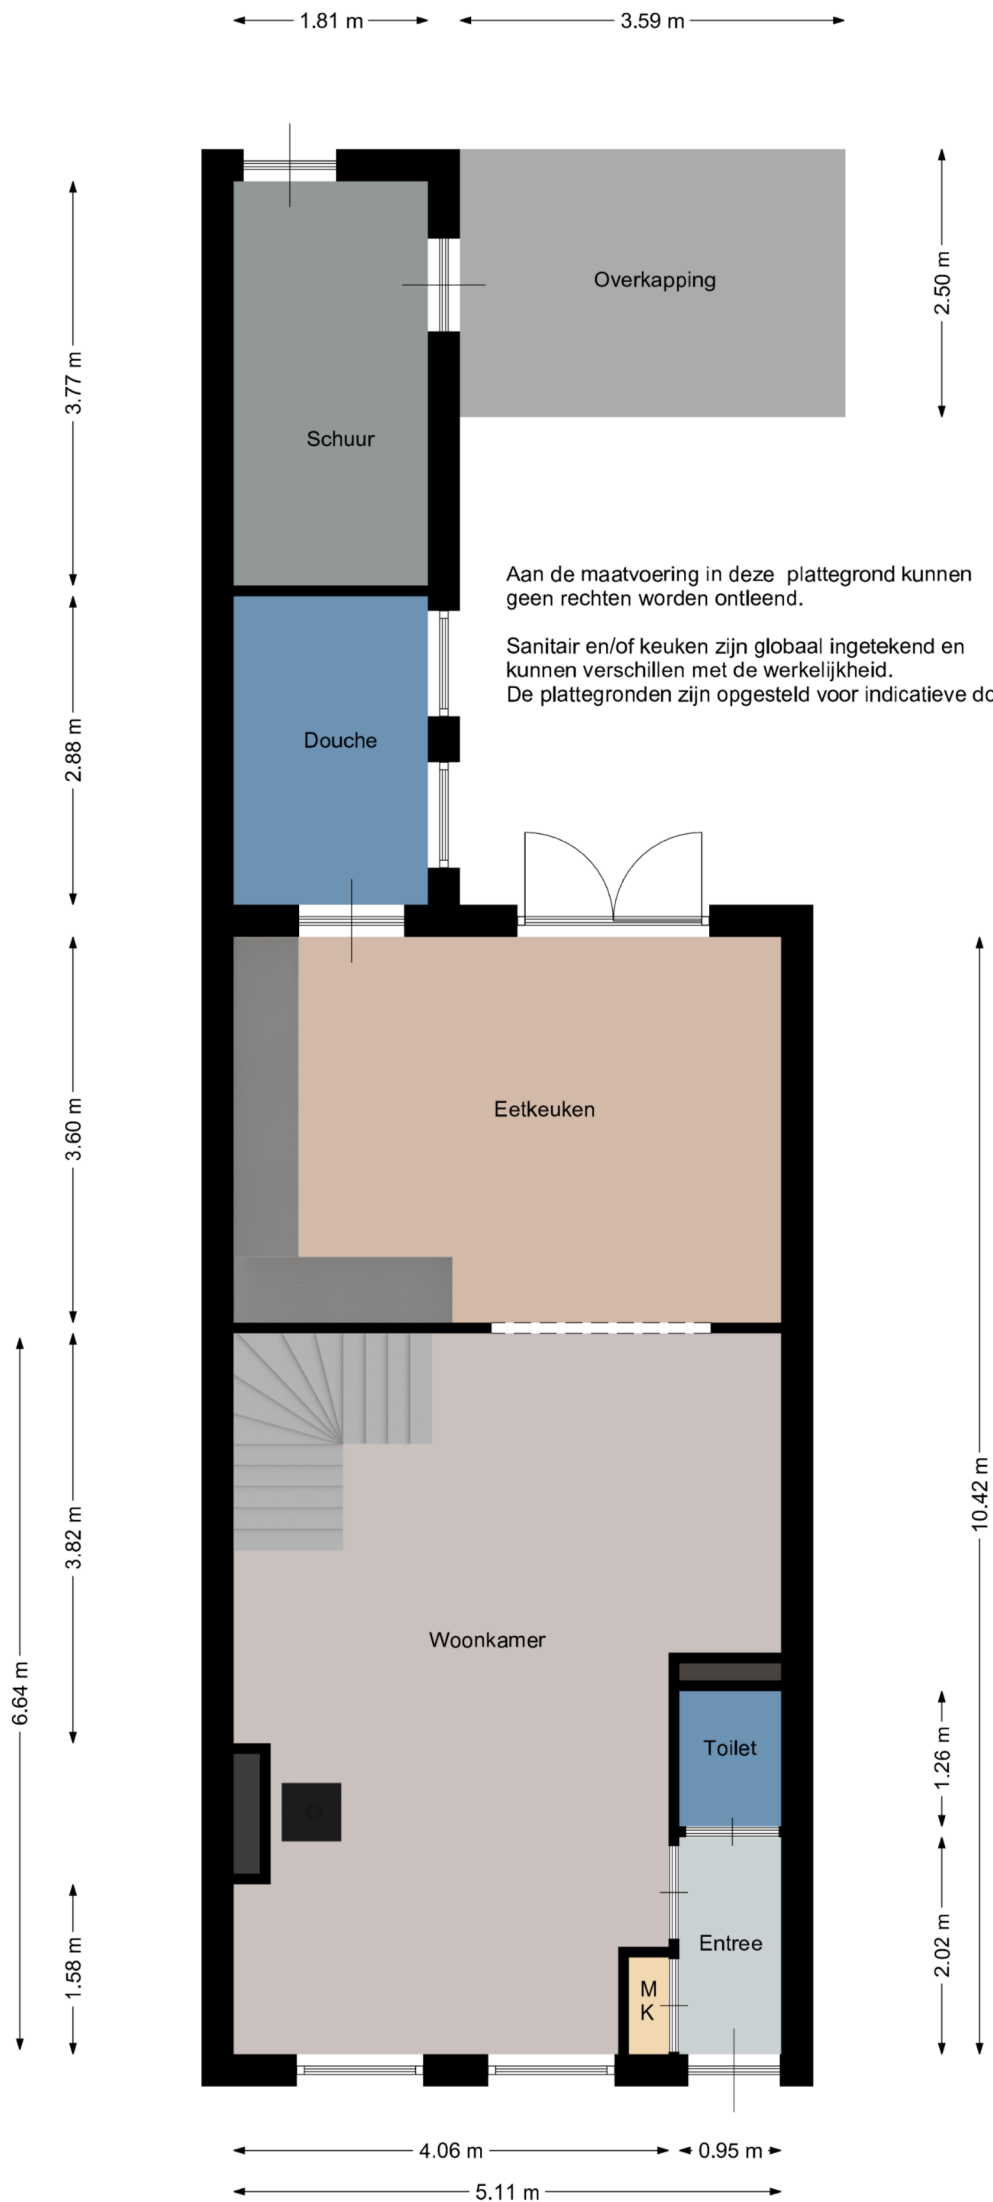 1.81 m
3.59 m
Overkapping
2.50 m
3.77 m
Schuur
Aan de maatvoering in deze plattegrond kunnen
geen rechten worden ontleend.
Sanitair en/of keuken zijn globaal ingetekend en
kunnen verschillen met de werkelijkheid.
De plattegronden zijn opgesteld voor indicatieve
2.88 m
Douche
3.60 m
Eetkeuken
10.42 m
3.82 m
Woonkamer
6.64 m
Toilet
1.26 m
Entree
2.02 m
1.58 m
M
K
4.06 m
0.95 m
5.11 m